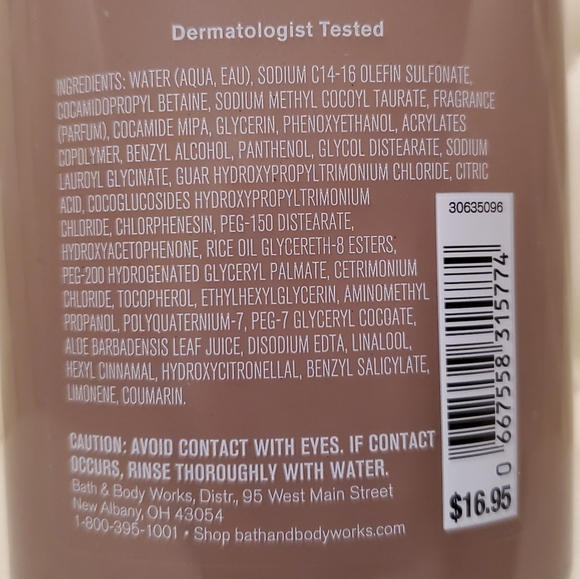 Dermatologist Tested
INGREDIENTS: WATER (AQUA, EAU), SODIUM C14-16 OLEFIN SULFONATE,
COCAMIDOPROPYL BETAINE, SODIUM METHYL COCOYL TAURATE, FRAGRANCE
(PARFUM), COCAMIDE MIPA, GLYCERIN, PHENOXYETHANOL, ACRYLATES
COPOLYMER, BENZYL ALCOHOL, PANTHENOL, GLYCOL DISTEARATE, SODIUM
LAUROYL GLYCINATE, GUAR HYDROXYPROPYLTRIMONIUM CHLORIDE, CITRIC
ACID, COCOGLUCOSIDES HYDROXYPROPYLTRIMONIUM
CHLORIDE, CHLORPHENESIN, PEG-150 DISTEARATE,
HYDROXYACETOPHENONE, RICE OIL GLYCERETH-8 ESTERS,
PEG-200 HYDROGENATED GLYCERYL PALMATE, CETRIMONIUM
CHLORIDE, TOCOPHEROL, ETHYLHEXYLGLYCERIN, AMINOMETHYL
PROPANOL, POLYQUATERNIUM-7, PEG-7 GLYCERYL COCOATE,
ALOE BARBADENSIS LEAF JUICE, DISODIUM EDTA, LINALOOL,
HEXYL CINNAMAL, HYDROXYCITRONELLAL, BENZYL SALICYLATE,
LIMONENE, COUMARIN.
CAUTION: AVOID CONTACT WITH EYES. IF CONTACT
OCCURS, RINSE THOROUGHLY WITH WATER.
Bath & Body Works, Distr., 95 West Main Street
New Albany, OH 43054
1-800-395-1001 • Shop bathandbodyworks.com
30635096
0 667558 315774
$16.95